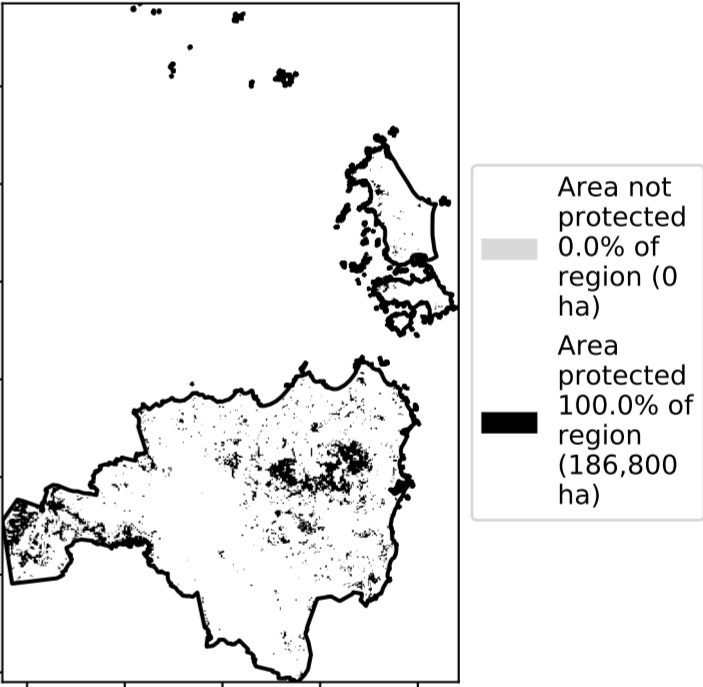 Area not
protected
0.0% of
region (0
ha)
Area
protected
100.0% of
region
(186,800
ha)